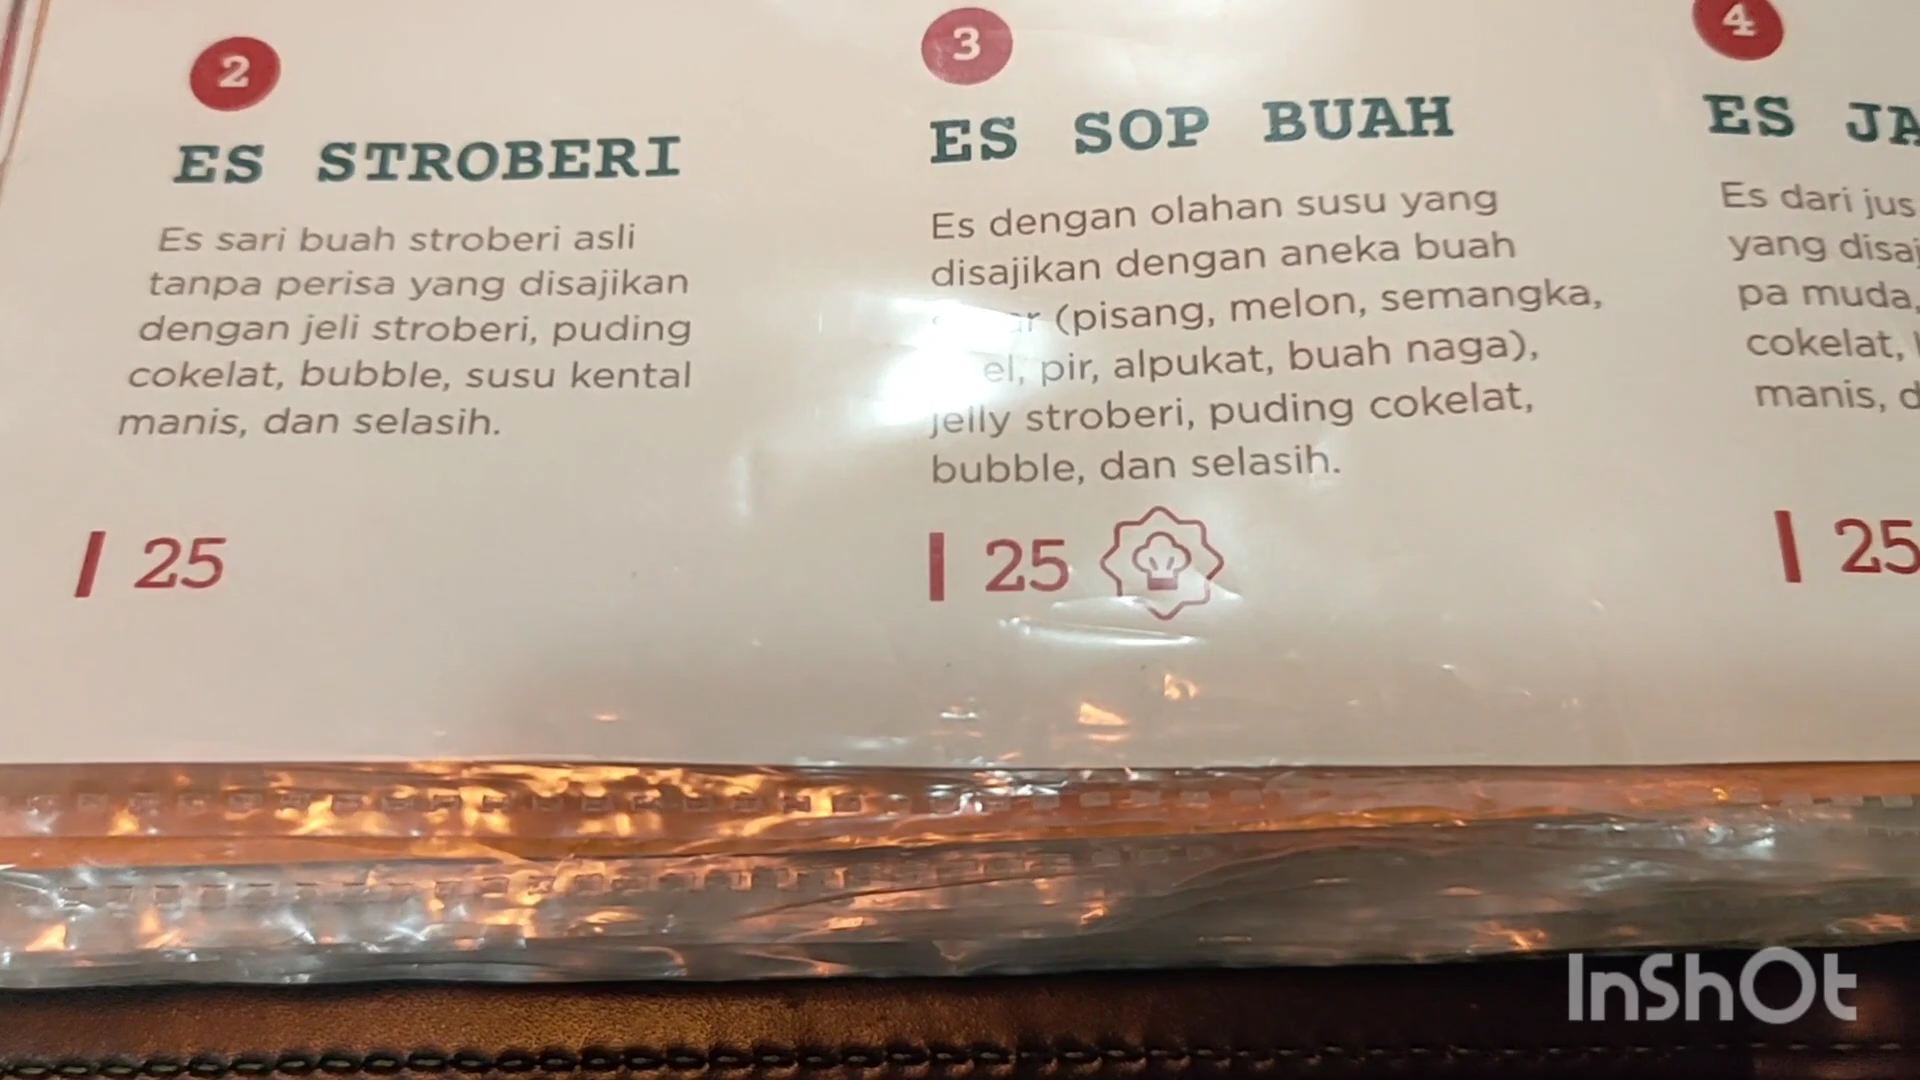 2
ES STROBERI
Es sari buah stroberi asli
tanpa perisa yang disajikan
dengan jeli stroberi, puding
cokelat, bubble, susu kental
manis, dan selasih.
25
3
ES SOP BUAH
Es dengan olahan susu yang
disajikan dengan aneka buah
(pisang, melon, semangka,
pir, alpukat, buah naga),
jelly stroberi, puding cokelat,
bubble, dan selasih.
25
4
ES JA
Es dari jus
yang disaj
pa muda,
cokelat,
manis, d
25
InShOt